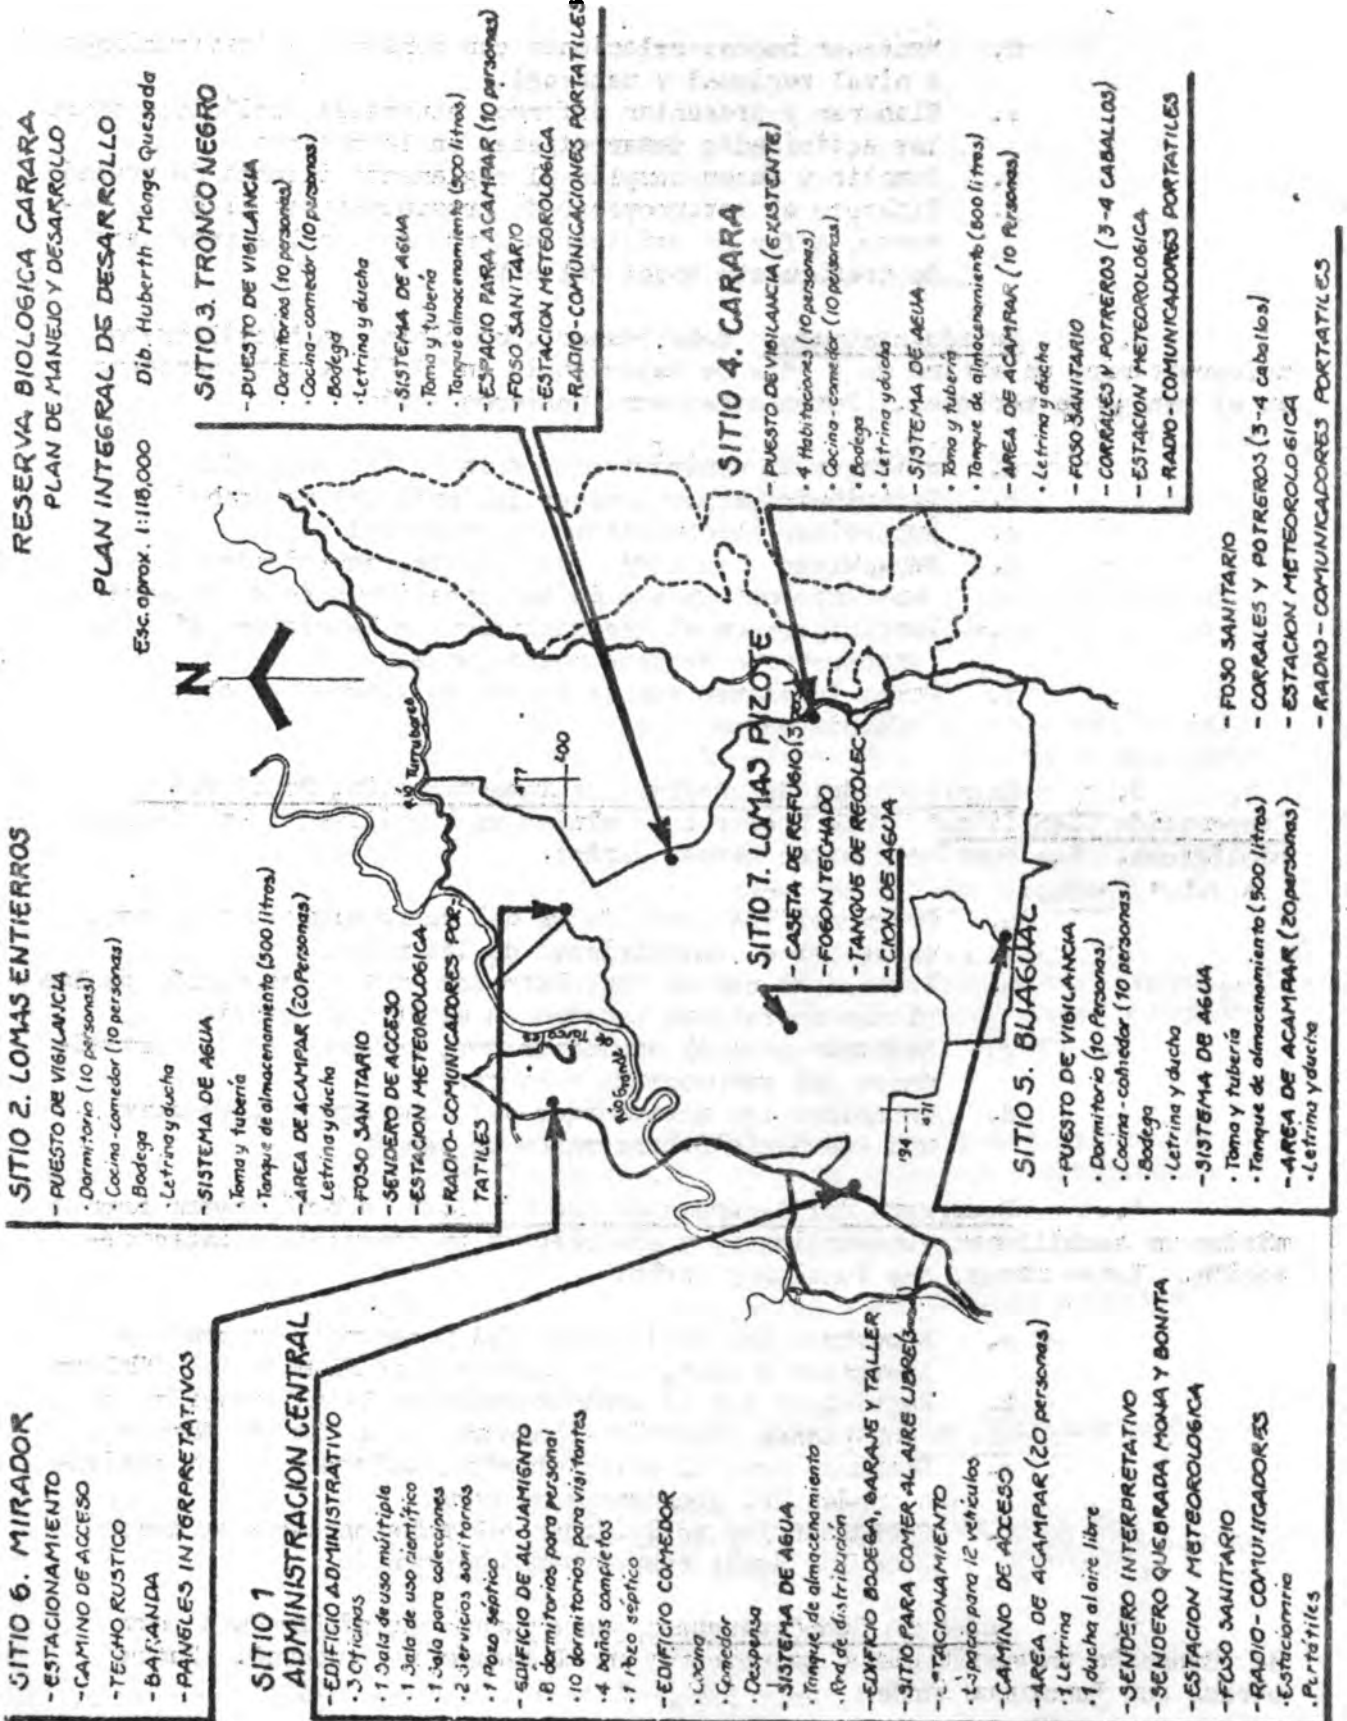 RESERVA BIOLOGICA CARARA
PLAN DE MANEJO Y DESARROLLO
PLAN INTEGRAL DE DESARROLLO
Esc. aprox. 1:118,000 Dib. Huberth Monge Quesada
N
SITIO 6. MIRADOR
- ESTACIONAMIENTO
- CAMINO DE ACCESO
- TECHO RUSTICO
- BARANDA
- PANELES INTERPRETATIVOS
SITIO 1
ADMINISTRACION CENTRAL
- EDIFICIO ADMINISTRATIVO
· 3 Oficinas
· 1 Sala de uso múltiple
· 1 Sala de uso científico
· 1 Sala para colecciones
· 2 Servicios sanitarios
· 1 Pozo séptico
- EDIFICIO DE ALOJAMIENTO
· 8 dormitorios para personal
· 10 dormitorios para visitantes
· 4 baños completos
· 1 Pozo séptico
- EDIFICIO COMEDOR
· Cocina
· Comedor
· Despensa
- SISTEMA DE AGUA
· Tanque de almacenamiento
· Red distribución
- EDIFICIO BODEGA, GARAJE Y TALLER
- SITIO PARA COMER AL AIRE LIBRE
- ESTACIONAMIENTO
· Espacio para 12 vehículos
- CAMINO DE ACCESO
- AREA DE ACAMPAR (20 personas)
· 1 Letrina
· 1 ducha al aire libre
- SENDERO INTERPRETATIVO
- SENDERO QUEBRADA MONA Y BONITA
- ESTACION METEOROLOGICA
- FOSO SANITARIO
- RADIO-COMUNICADORES
· Estacionario
· Portátiles
SITIO 2. LOMAS ENTIERROS
PUESTO DE VIGILANCIA
Dormitorio (10 personas)
Cocina-comedor (10 personas)
Bodega
Letrina y ducha
SISTEMA DE AGUA
Toma y tubería
Tanque de almacenamiento (500 litros)
- AREA DE ACAMPAR (20 Personas)
Letrina y ducha
- FOSO SANITARIO
- SENDERO DE ACCESO
- ESTACION METEOROLOGICA
- RADIO-COMUNICADORES POR-
TATILES
SITIO 3. TRONCO NEGRO
- PUESTO DE VIGILANCIA
· Dormitorios (10 personas)
· Cocina-comedor (10 personas)
· Bodega
· Letrina y ducha
- SISTEMA DE AGUA
· Toma y tubería
· Tanque almacenamiento (500 litros)
- ESPACIO PARA ACAMPAR (10 personas)
- FOSO SANITARIO
- ESTACION METEOROLOGICA
- RADIO-COMUNICACIONES PORTATILES
SITIO 4. CARARA
- PUESTO DE VIGILANCIA (EXISTENTE)
· 4 Habitaciones (10 personas)
· Cocina-comedor (10 personas)
· Bodega
· Letrina y ducha
- SISTEMA DE AGUA
· Toma y tubería
· Tanque de almacenamiento (500 litros)
- AREA DE ACAMPAR (10 Personas)
· Letrina y ducha
- FOSO SANITARIO
- CORRALES Y POTREROS (3-4 CABALLOS)
- ESTACION METEOROLOGICA
- RADIO COMUNICADORES PORTATILES
Río Turrubares
Río Tárcoles
Río Grande
477
200
194
471
SITIO 7. LOMAS PIZOTE
- CASETA DE REFUGIO
- FOGON TECHADO
- TANQUE DE RECOLEC
- CION DE AGUA
SITIO 5. BIJAGUAL
- PUESTO DE VIGILANCIA
· Dormitorio (10 Personas)
· Cocina-comedor (10 personas)
Bodega
· Letrina y ducha
- SISTEMA DE AGUA
· Toma y tubería
· Tanque de almacenamiento (500 litros)
- AREA DE ACAMPAR (20 personas)
· Letrina y ducha
- FOSO SANITARIO
- CORRALES Y POTREROS (3-4 caballos)
- ESTACION METEOROLOGICA
- RADIO-COMUNICADORES PORTATILES